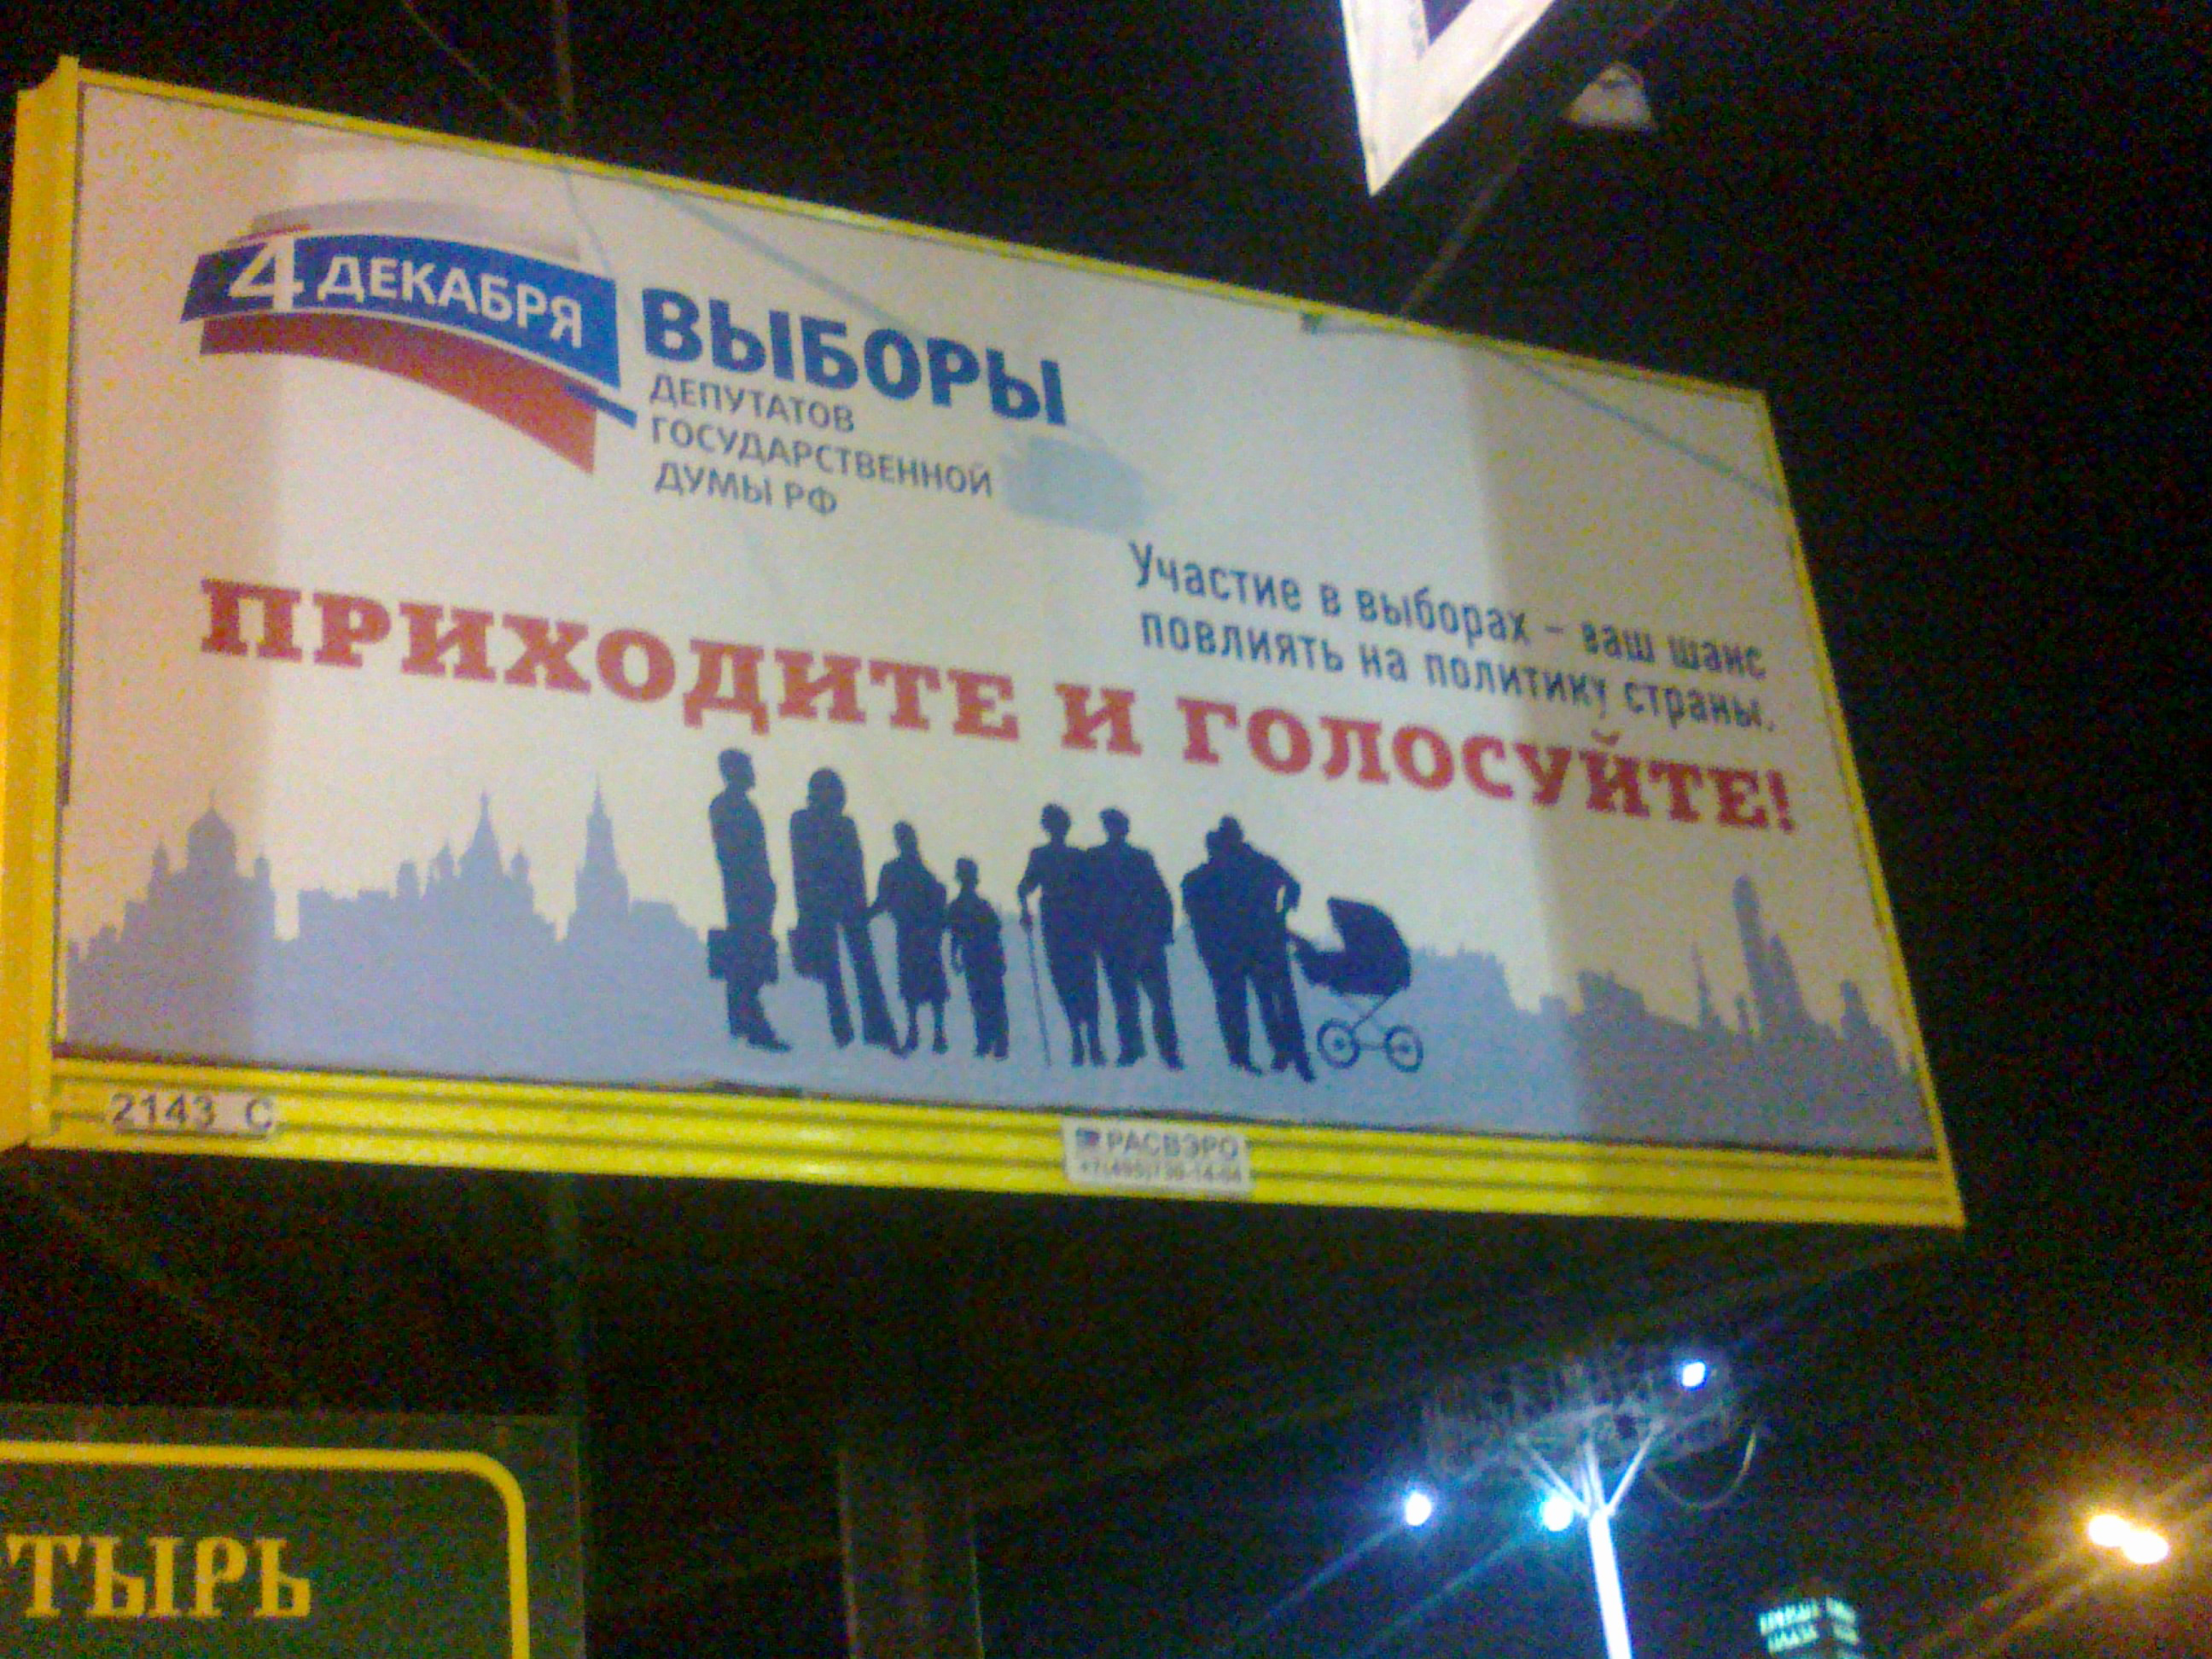 4 ДЕКАБРЯ
ВЫБОРЫ
ДЕПУТАТОВ
ГОСУДАРСТВЕННОЙ
ДУМЫ РФ
Участие в выборах – ваш шанс
повлиять на политику страны.
ПРИХОДИТЕ И ГОЛОСУЙТЕ!
2143 С
РАСВЭРО
ТЫРЬ